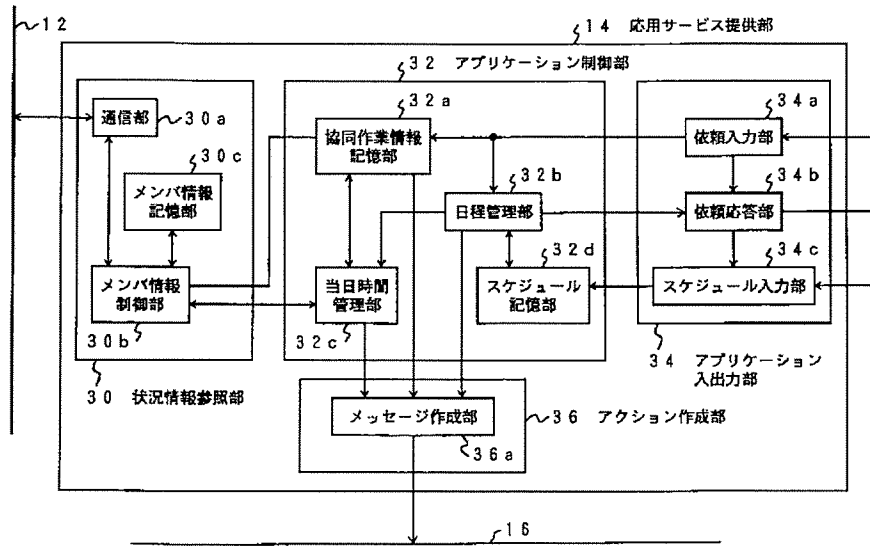 12
14 応用サービス提供部
32 アプリケーション制御部
通信部
30a
30c
メンバ情報
記憶部
メンバ情報
制御部
30b
30 状況情報参照部
32a
協同作業情報
記憶部
32b
日程管理部
32d
スケジュール
記憶部
当日時間
管理部
32c
34a
依頼入力部
34b
依頼応答部
34c
スケジュール入力部
34 アプリケーション
入出力部
メッセージ作成部
36a
36 アクション作成部
16